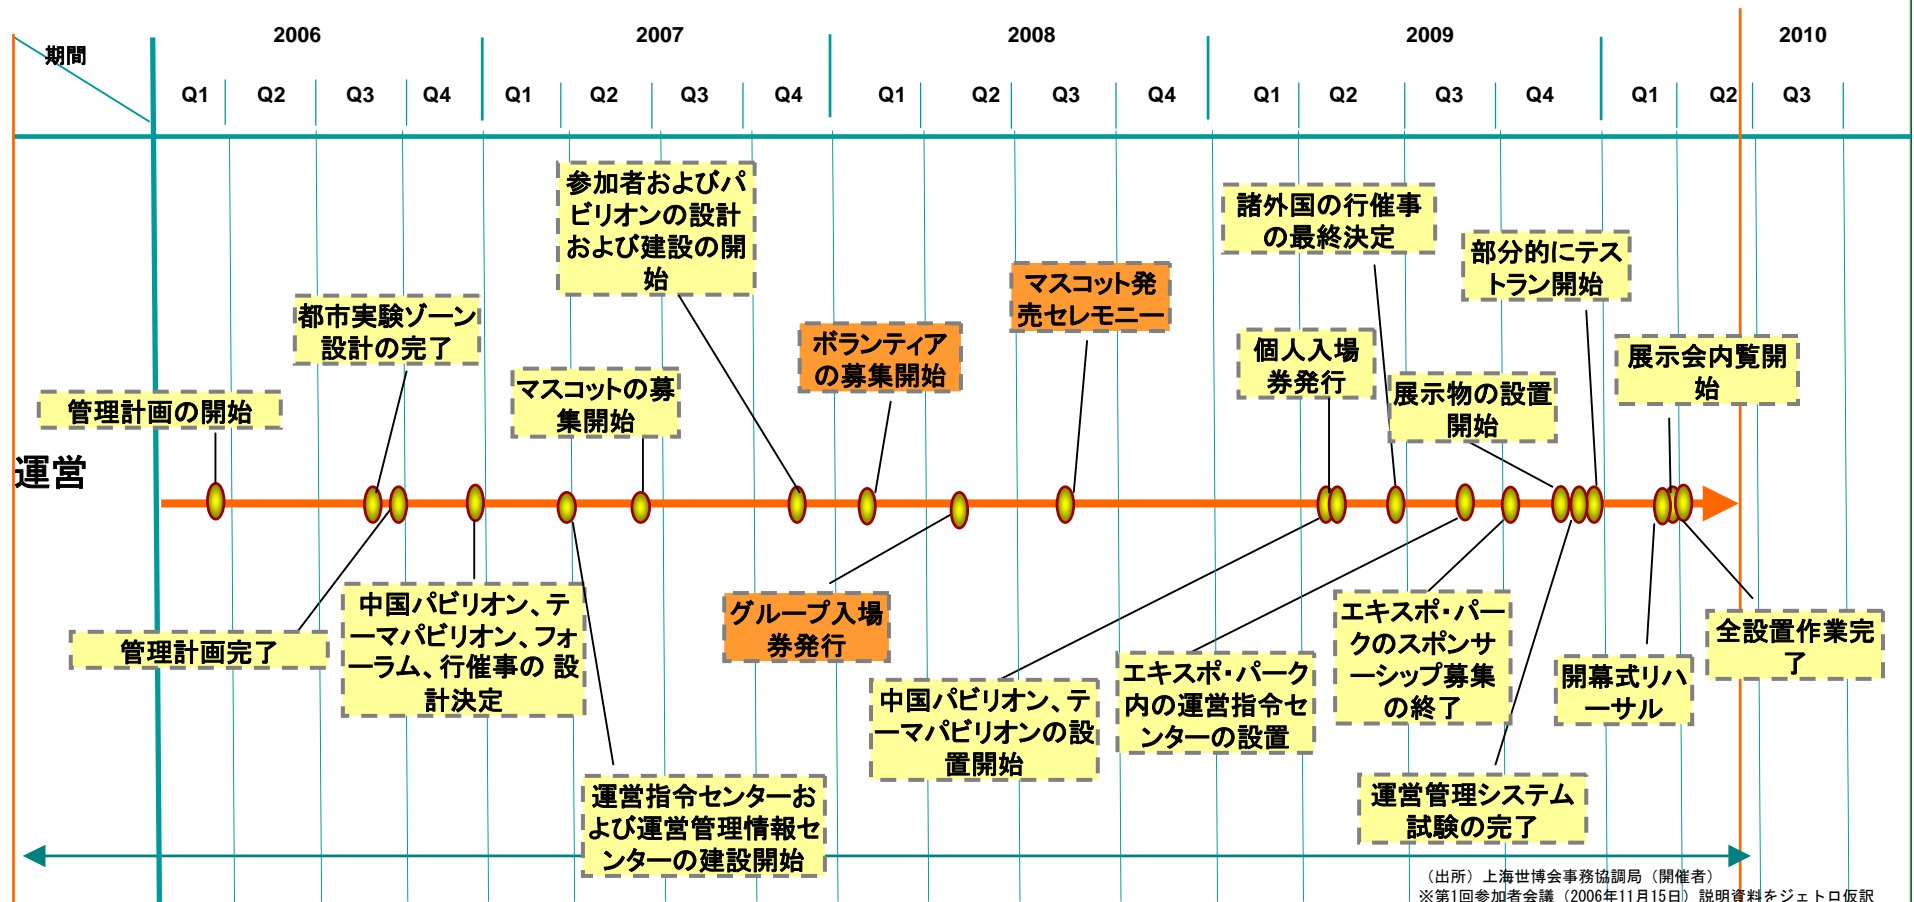 期間
2006
2007
2008
2009
2010
Q1
Q2
Q3
Q4
Q1
Q2
Q3
Q4
Q1
Q2
Q3
Q4
Q1
Q2
Q3
Q4
Q1
Q2
Q3
運営
参加者およびパ
ビリオンの設計
および建設の開
始
諸外国の行催事
の最終決定
部分的にテス
トラン開始
マスコット発
売セレモニー
都市実験ゾーン
設計の完了
ボランティア
の募集開始
個人入場
券発行
展示会内覧開
始
マスコットの募
集開始
展示物の設置
開始
管理計画の開始
管理計画完了
中国パビリオン、テ
ーマパビリオン、フォ
ーラム、行催事の 設
計決定
グループ入場
券発行
エキスポ・パー
クのスポンサ
ーシップ募集
の終了
全設置作業完
了
エキスポ・パーク
内の運営指令セ
ンターの設置
開幕式リハ
ーサル
中国パビリオン、テ
ーマパビリオンの設
置開始
運営指令センターお
よび運営管理情報セ
ンターの建設開始
運営管理システム
試験の完了
（出所）上海世博会事務協調局（開催者）
※第1回参加者会議（2006年11月15日）説明資料をジェトロ仮訳